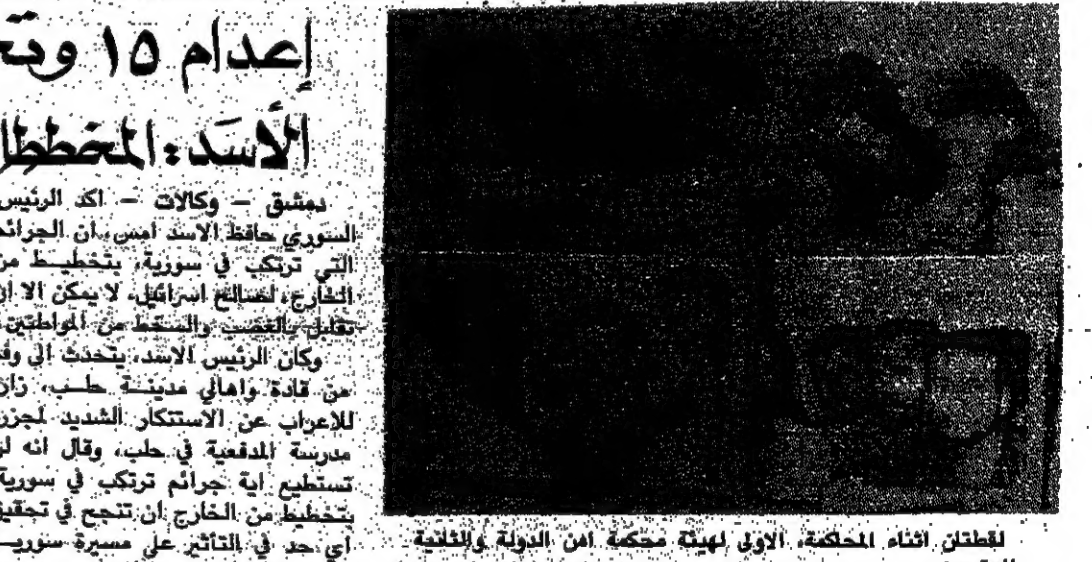 إعدام ١٥ وتح
الأسَد: المخطط
دمشق — وكالات — اكد الرئيس
السوري حافظ الاسد امس، ان الجرائم
التي ترتكب في سورية، بتخطيط من
الخارج، لصالح اسرائيل، لا يمكن الا ان
تقابل بالغضب والسخط من المواطنين.
وكان الرئيس الاسد، يتحدث الى وفد
من قادة واهالي مدينة حلب، زار
للاعراب عن الاستنكار الشديد لمجزر
مدرسة المدفعية في حلب، وقال انه لن
تستطيع اية جرائم ترتكب في سورية
بتخطيط من الخارج ان تنجح في تحقيق
اي حد في التأثير على مسيرة سوريـ
لقطتان اثناء المحاكمة، الاولى لهيئة محكمة امن الدولة والثانية